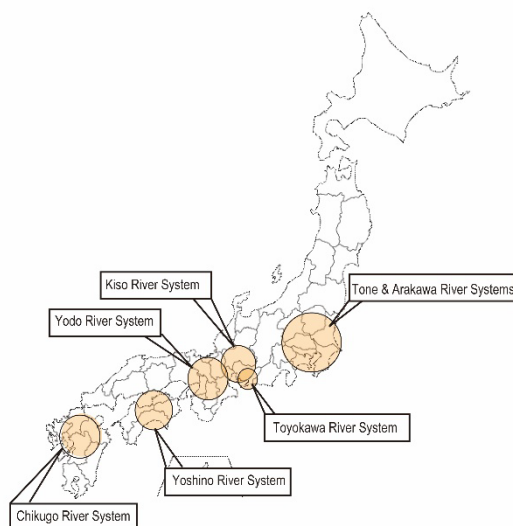 Kiso River System
Tone & Arakawa River Systems
Yodo River System
Toyokawa River System
Yoshino River System
Chikugo River System